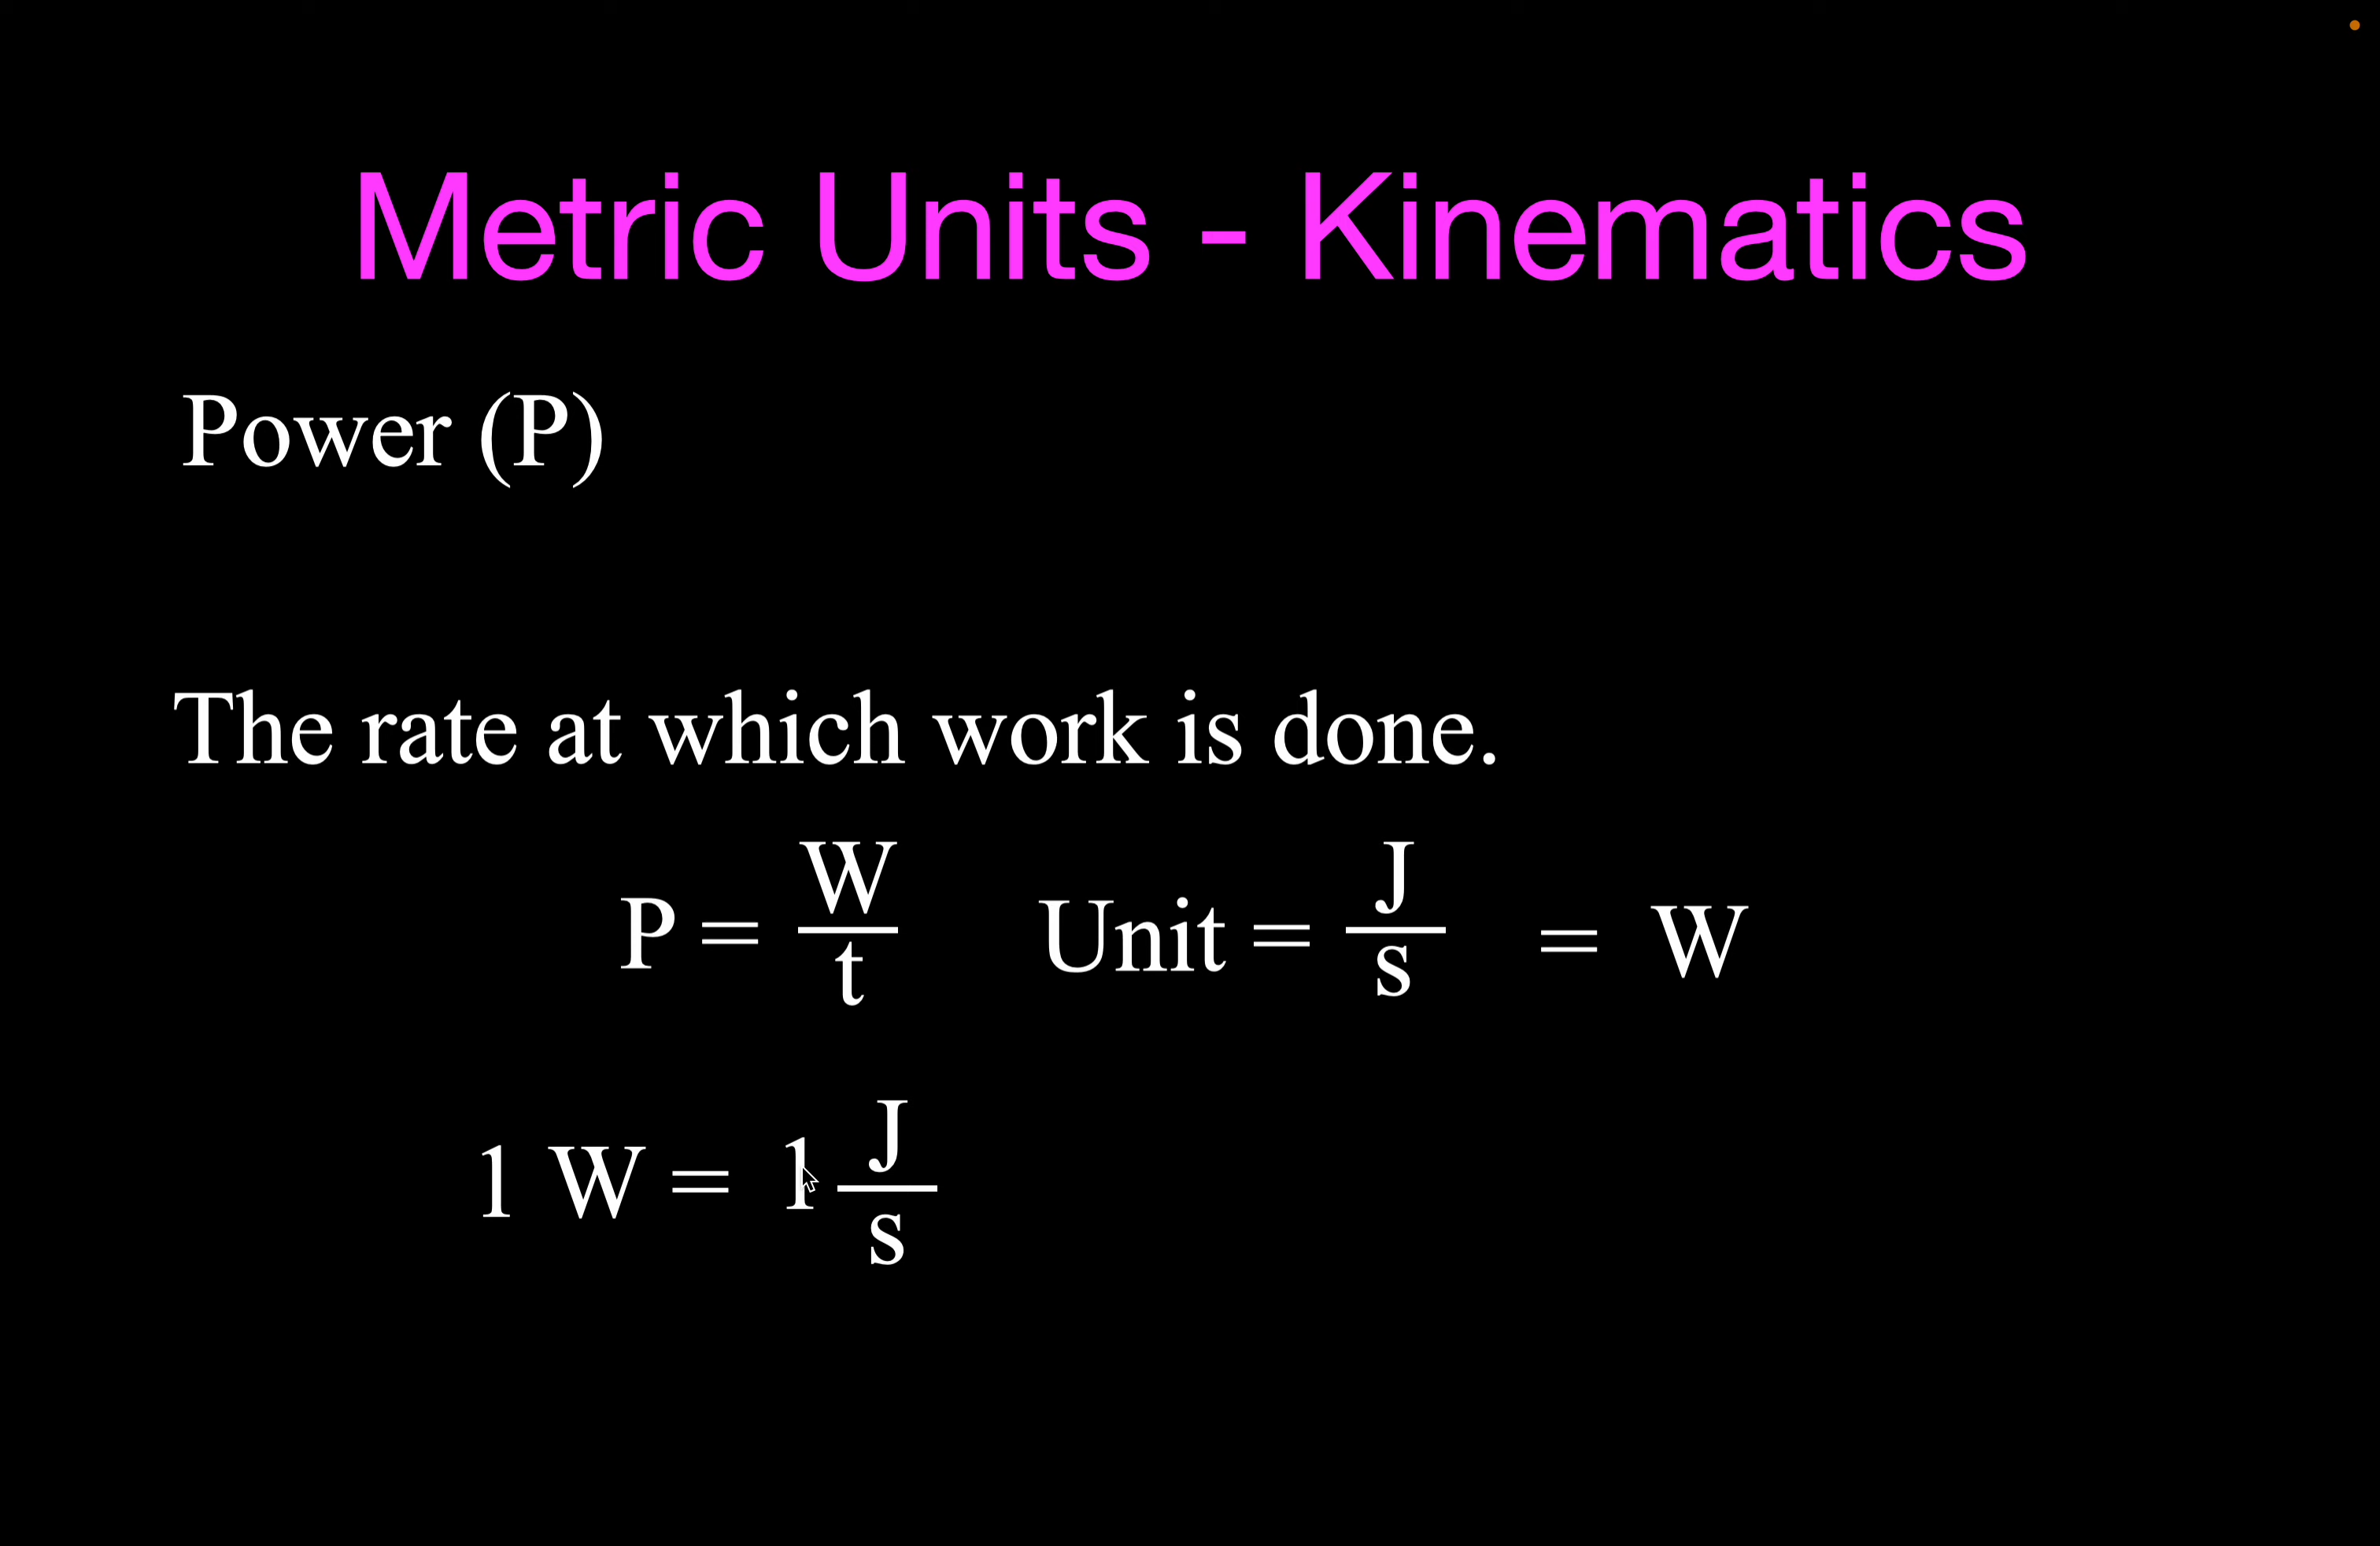 Metric Units - Kinematics
Power (P)
The rate at which work is done.
P = W/t Unit = J/s = W
1 W = 1 J/s